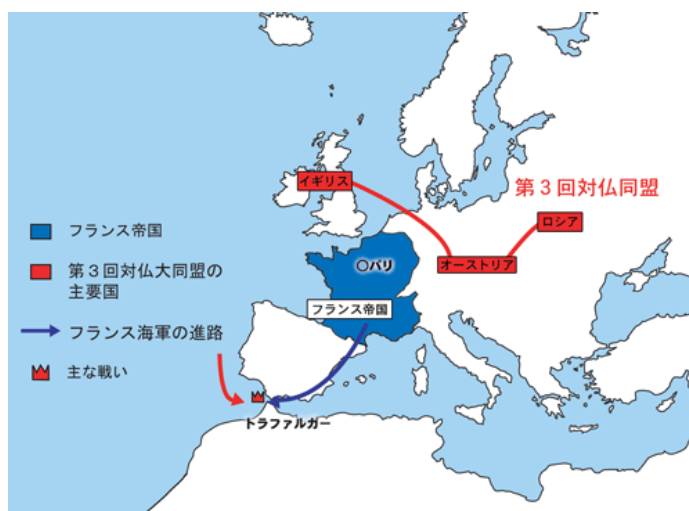 イギリス
第3回対仏同盟
ロシア
オーストリア
パリ
フランス帝国
トラファルガー
フランス帝国
第3回対仏大同盟の
主要国
フランス海軍の進路
主な戦い